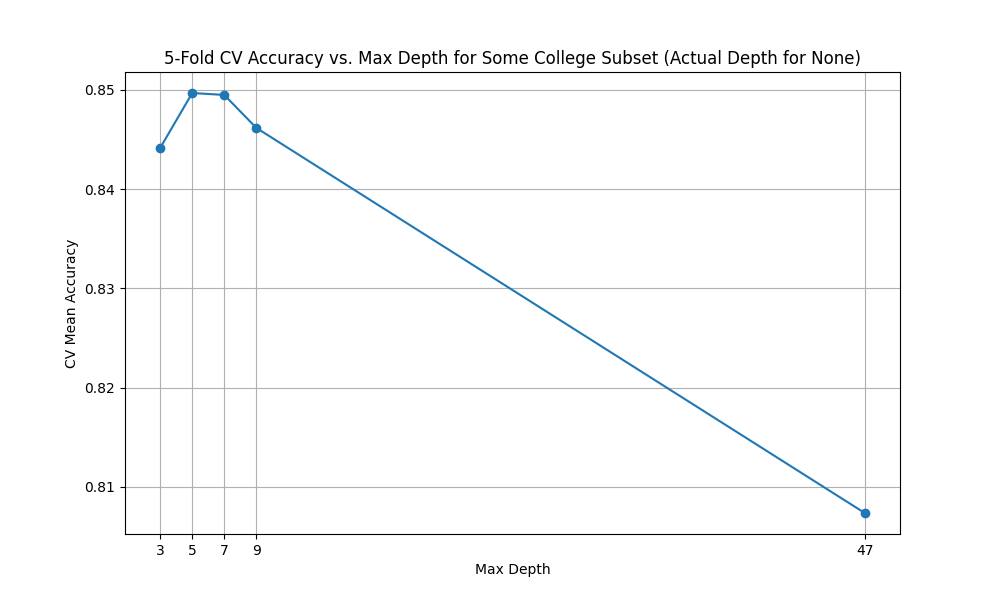 5-Fold CV Accuracy vs. Max Depth for Some College Subset (Actual Depth for None)
0.85
0.84
0.83
0.82
0.81
CV Mean Accuracy
3 5 7 9 47
Max Depth